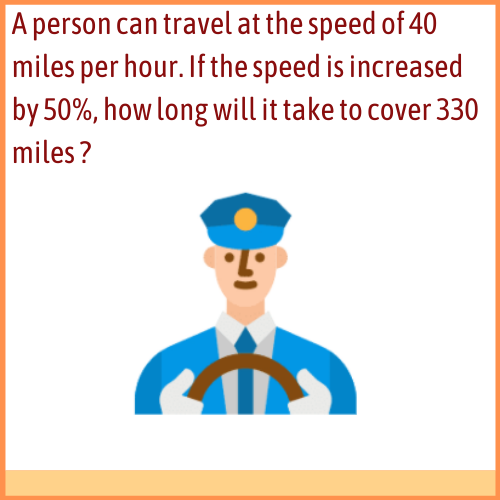 A person can travel at the speed of 40
miles per hour. If the speed is increased
by 50%, how long will it take to cover 330
miles ?